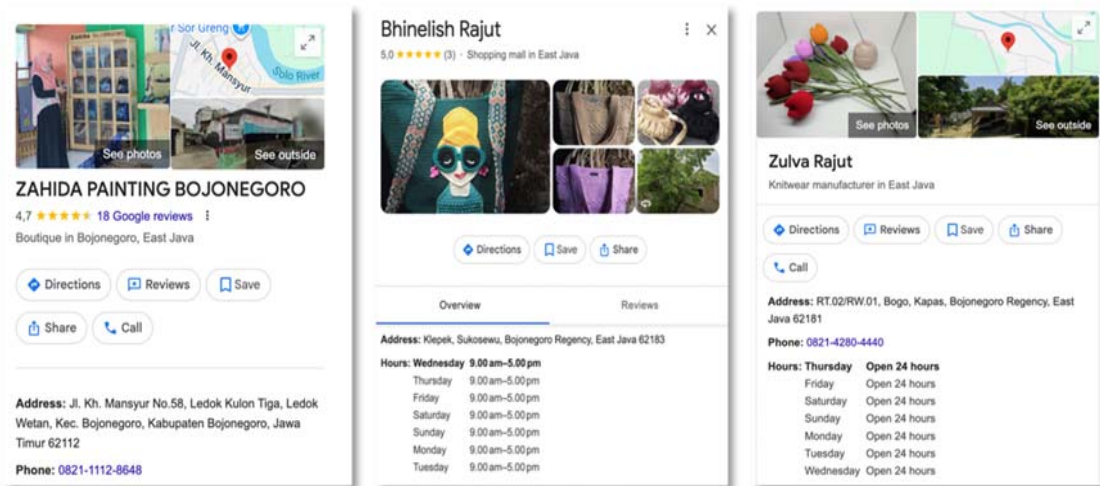 r Sor Greng
Jl. Kh. Mansyur
Solo River
See photos
See outside
ZAHIDA PAINTING BOJONEGORO
4,7 18 Google reviews
Boutique in Bojonegoro, East Java
Directions
Reviews
Save
Share
Call
Address: Jl. Kh. Mansyur No.58, Ledok Kulon Tiga, Ledok
Wetan, Kec. Bojonegoro, Kabupaten Bojonegoro, Jawa
Timur 62112
Phone: 0821-1112-8648
Bhinelish Rajut
5,0 (3) · Shopping mall in East Java
Directions
Save
Share
Overview
Reviews
Address: Klepek, Sukosewu, Bojonegoro Regency, East Java 62183
Hours: Wednesday 9.00 am–5.00 pm
Thursday 9.00 am–5.00 pm
Friday 9.00 am–5.00 pm
Saturday 9.00 am–5.00 pm
Sunday 9.00 am–5.00 pm
Monday 9.00 am–5.00 pm
Tuesday 9.00 am–5.00 pm
See photos
See outside
Zulva Rajut
Knitwear manufacturer in East Java
Directions
Reviews
Save
Share
Call
Address: RT.02/RW.01, Bogo, Kapas, Bojonegoro Regency, East
Java 62181
Phone: 0821-4280-4440
Hours: Thursday Open 24 hours
Friday Open 24 hours
Saturday Open 24 hours
Sunday Open 24 hours
Monday Open 24 hours
Tuesday Open 24 hours
Wednesday Open 24 hours